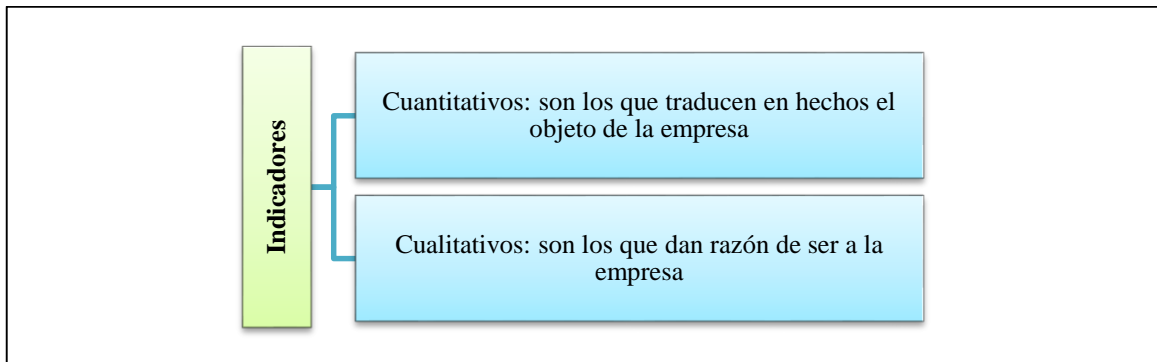 Indicadores
Cuantitativos: son los que traducen en hechos el
objeto de la empresa
Cualitativos: son los que dan razón de ser a la
empresa